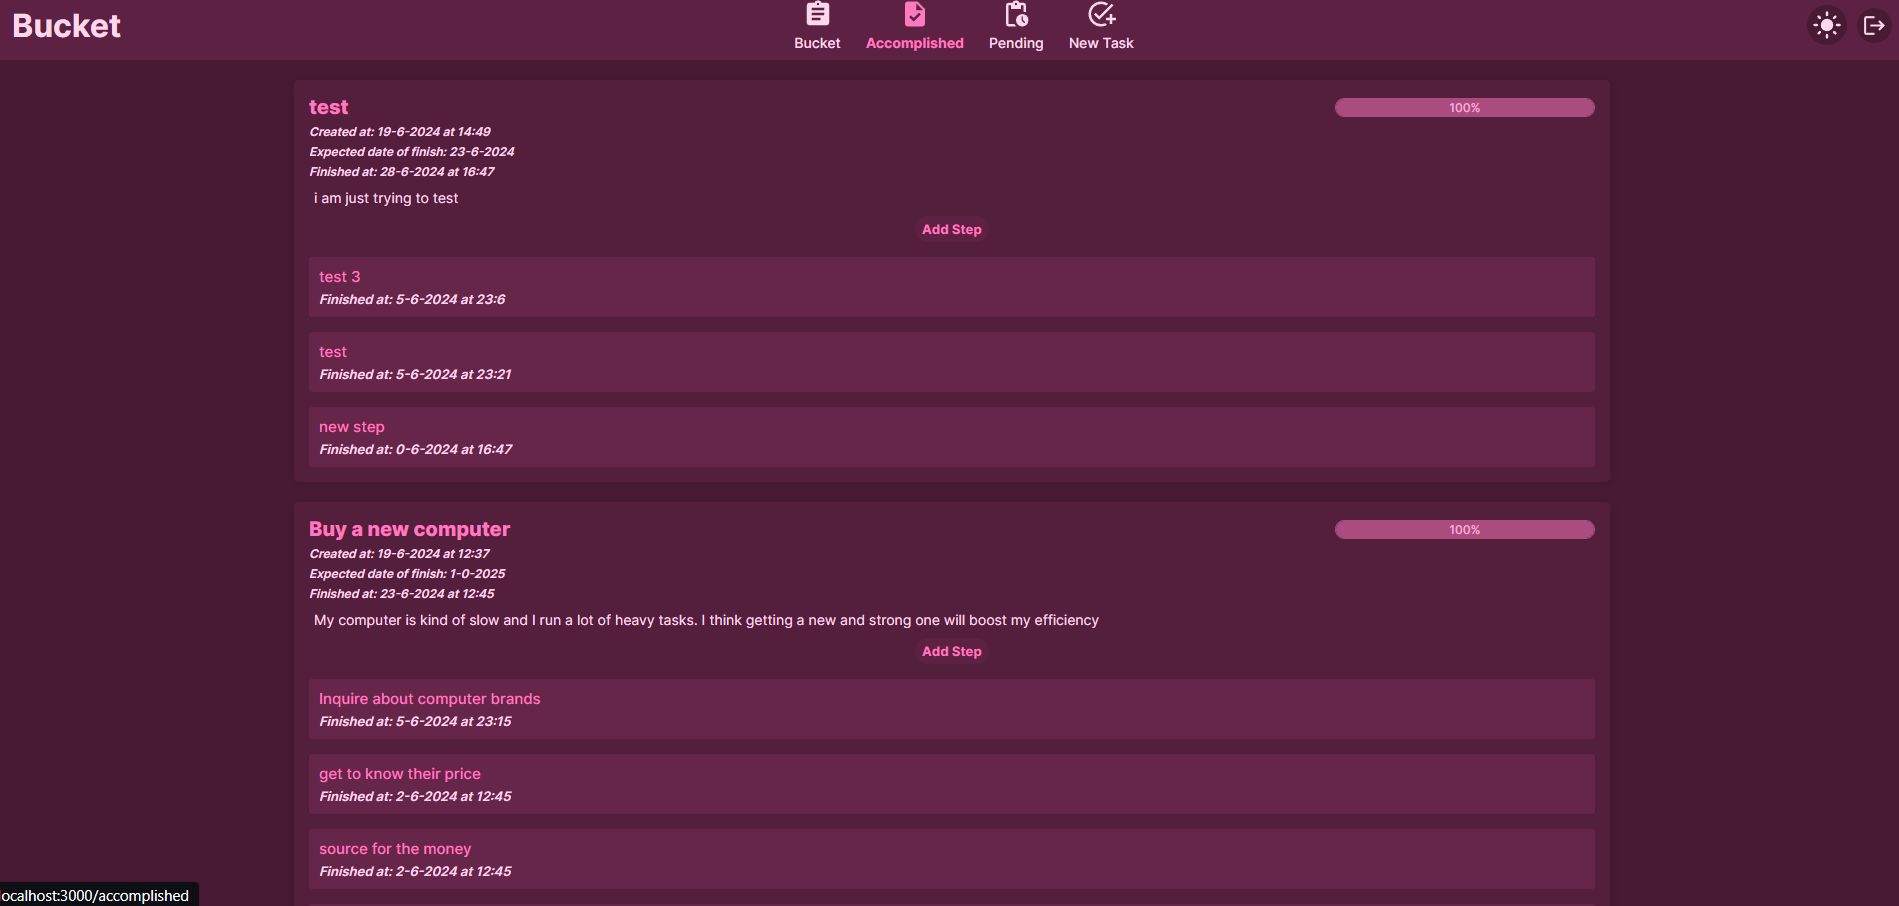 Bucket
Bucket
Accomplished
Pending
New Task
test
100%
Created at: 19-6-2024 at 14:49
Expected date of finish: 23-6-2024
Finished at: 28-6-2024 at 16:47
i am just trying to test
Add Step
test 3
Finished at: 5-6-2024 at 23:6
test
Finished at: 5-6-2024 at 23:21
new step
Finished at: 0-6-2024 at 16:47
Buy a new computer
100%
Created at: 19-6-2024 at 12:37
Expected date of finish: 1-0-2025
Finished at: 23-6-2024 at 12:45
My computer is kind of slow and I run a lot of heavy tasks. I think getting a new and strong one will boost my efficiency
Add Step
Inquire about computer brands
Finished at: 5-6-2024 at 23:15
get to know their price
Finished at: 2-6-2024 at 12:45
source for the money
Finished at: 2-6-2024 at 12:45
ocalhost:3000/accomplished